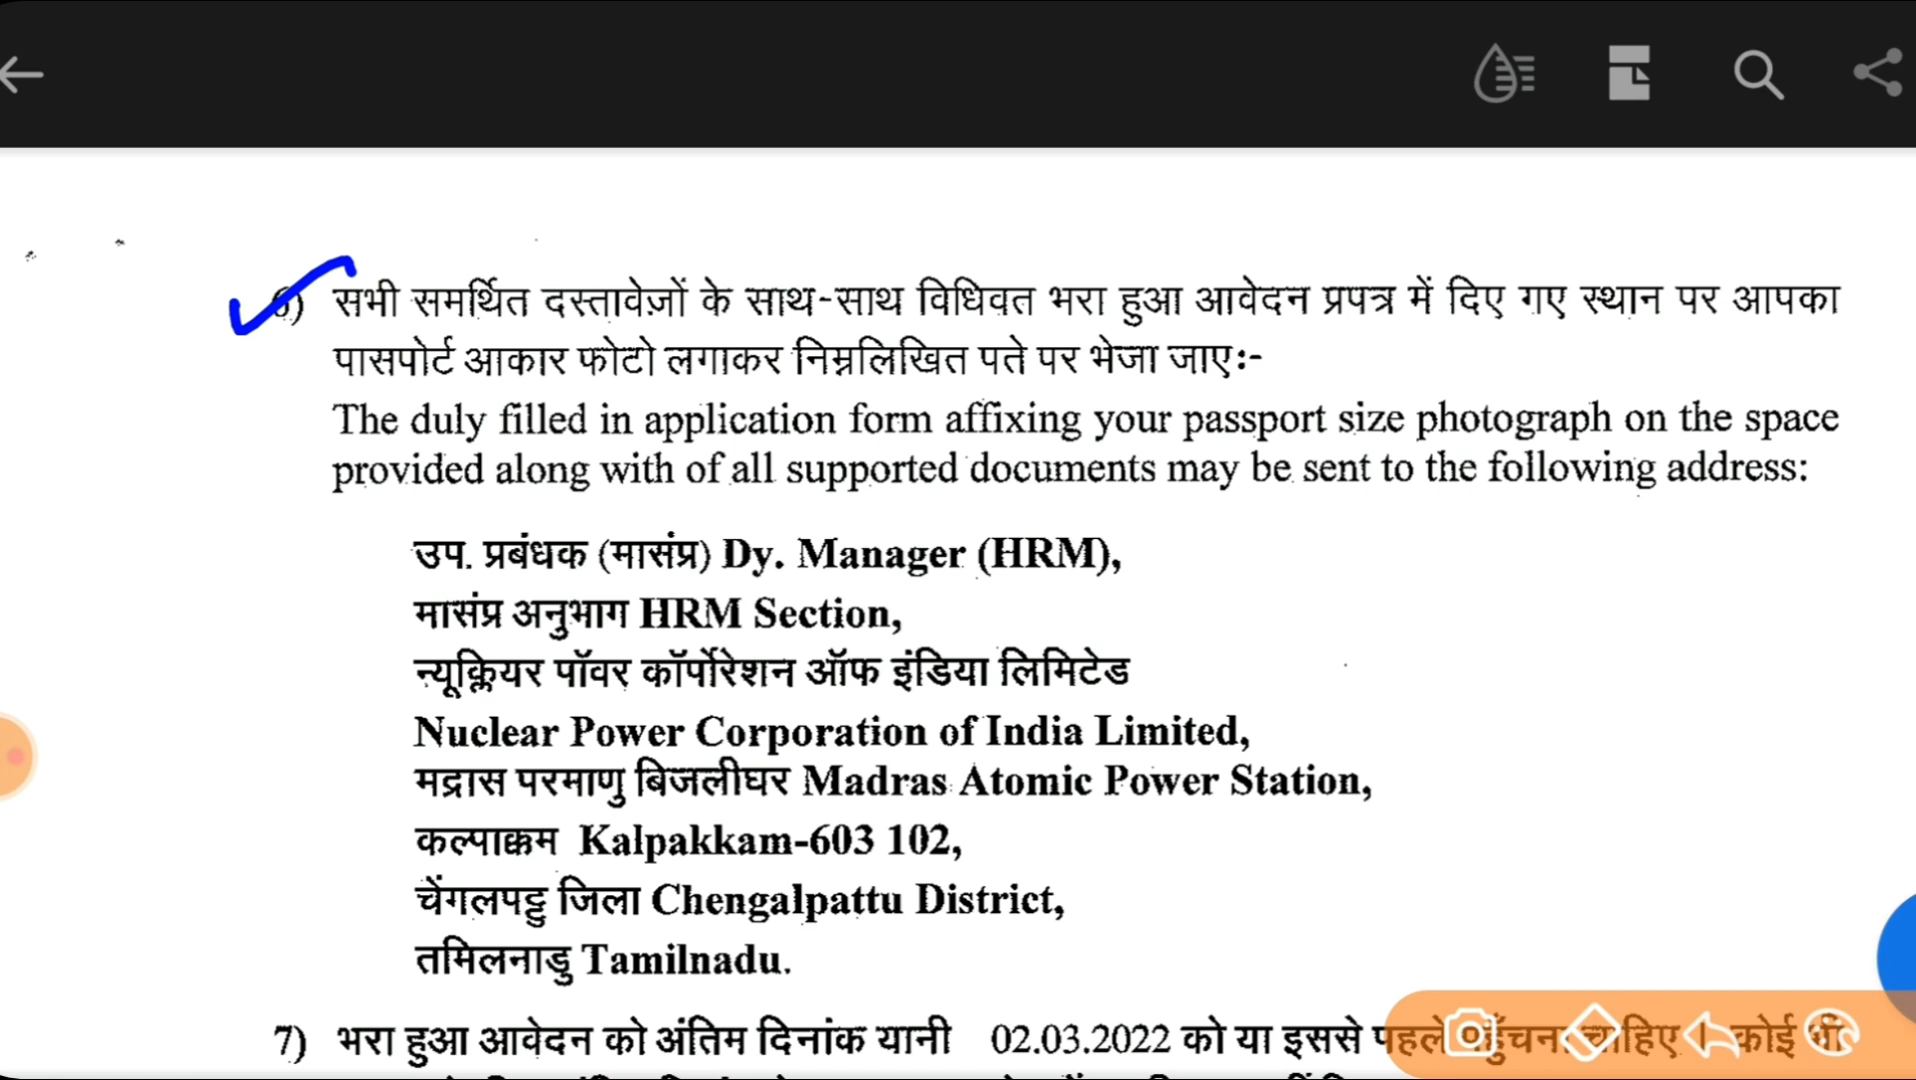 6) सभी समर्थित दस्तावेज़ों के साथ-साथ विधिवत भरा हुआ आवेदन प्रपत्र में दिए गए स्थान पर आपका
पासपोर्ट आकार फोटो लगाकर निम्नलिखित पते पर भेजा जाएः-
The duly filled in application form affixing your passport size photograph on the space
provided along with of all supported documents may be sent to the following address:
उप. प्रबंधक (मासंप्र) Dy. Manager (HRM),
मासंप्र अनुभाग HRM Section,
न्यूक्लियर पॉवर कॉर्पोरेशन ऑफ इंडिया लिमिटेड
Nuclear Power Corporation of India Limited,
मद्रास परमाणु बिजलीघर Madras Atomic Power Station,
कल्पाक्कम Kalpakkam-603 102,
चेंगलपट्टु जिला Chengalpattu District,
तमिलनाडु Tamilnadu.
7) भरा हुआ आवेदन को अंतिम दिनांक यानी 02.03.2022 को या इससे पहले पहुँचना चाहिए । कोई भी